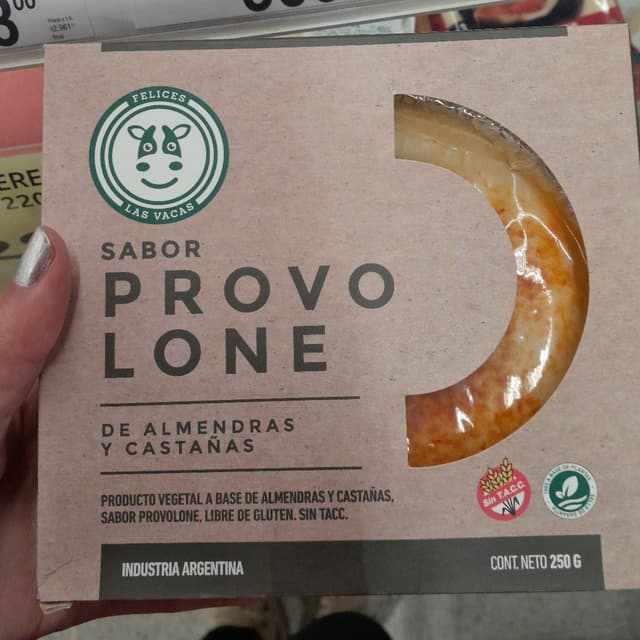 FELICES
LAS VACAS
SABOR
PROVO
LONE
DE ALMENDRAS
Y CASTAÑAS
PRODUCTO VEGETAL A BASE DE ALMENDRAS Y CASTAÑAS,
SABOR PROVOLONE, LIBRE DE GLUTEN. SIN TACC.
Sin T.A.C.C.
INDUSTRIA ARGENTINA
CONT. NETO 250 G